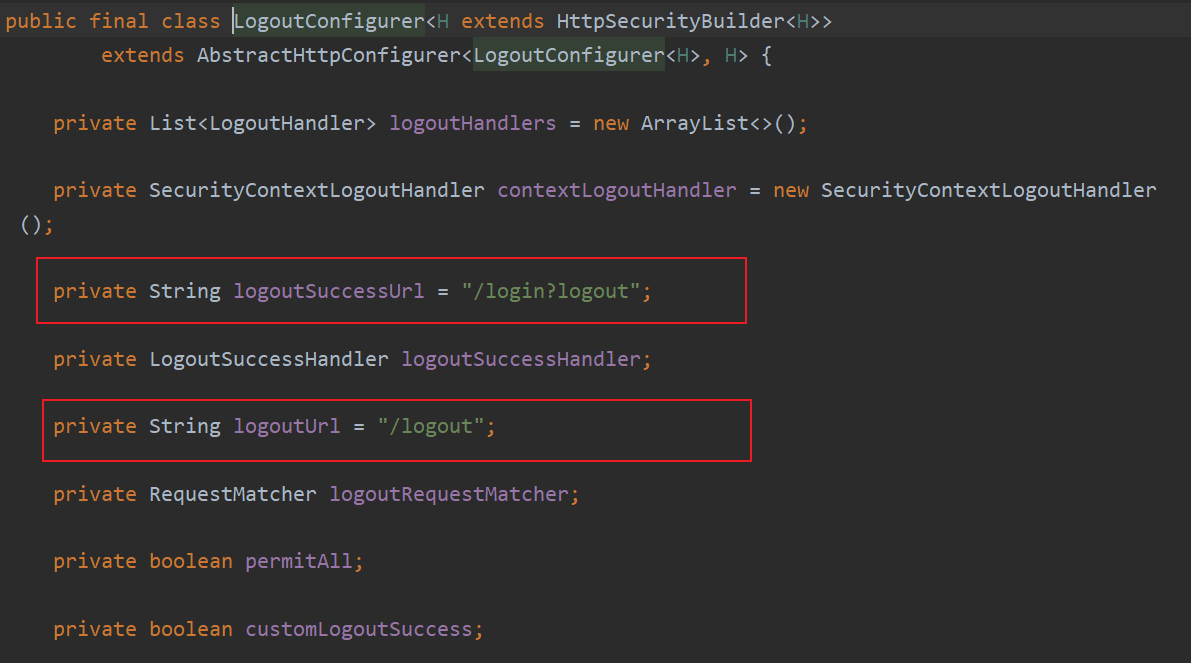 public final class LogoutConfigurer<H extends HttpSecurityBuilder<H>>
extends AbstractHttpConfigurer<LogoutConfigurer<H>, H> {
private List<LogoutHandler> logoutHandlers = new ArrayList<>();
private SecurityContextLogoutHandler contextLogoutHandler = new SecurityContextLogoutHandler
();
private String logoutSuccessUrl = "/login?logout";
private LogoutSuccessHandler logoutSuccessHandler;
private String logoutUrl = "/logout";
private RequestMatcher logoutRequestMatcher;
private boolean permitAll;
private boolean customLogoutSuccess;